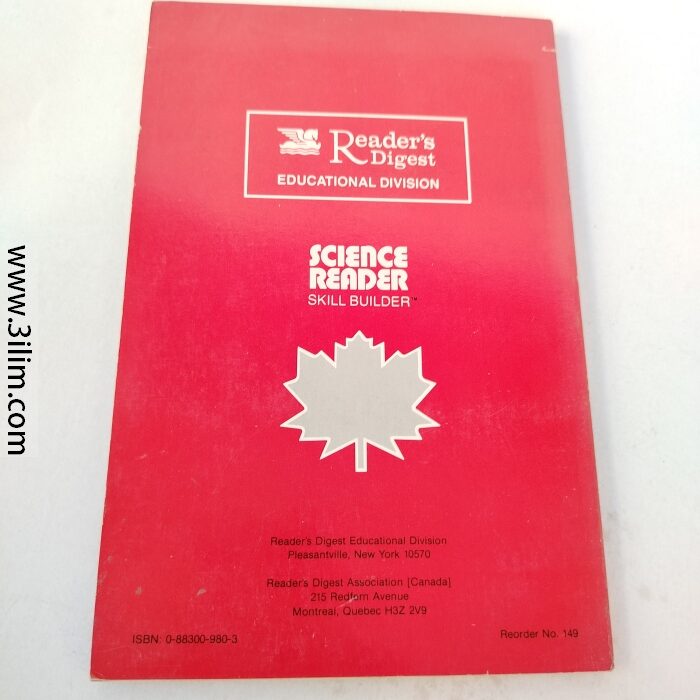 Reader's
Digest
EDUCATIONAL DIVISION
SCIENCE
READER
SKILL BUILDER™
Reader's Digest Educational Division
Pleasantville, New York 10570
Reader's Digest Association [Canada]
215 Redfern Avenue
Montreal, Quebec H3Z 2V9
ISBN: 0-88300-980-3
Reorder No. 149
www.3ilim.com